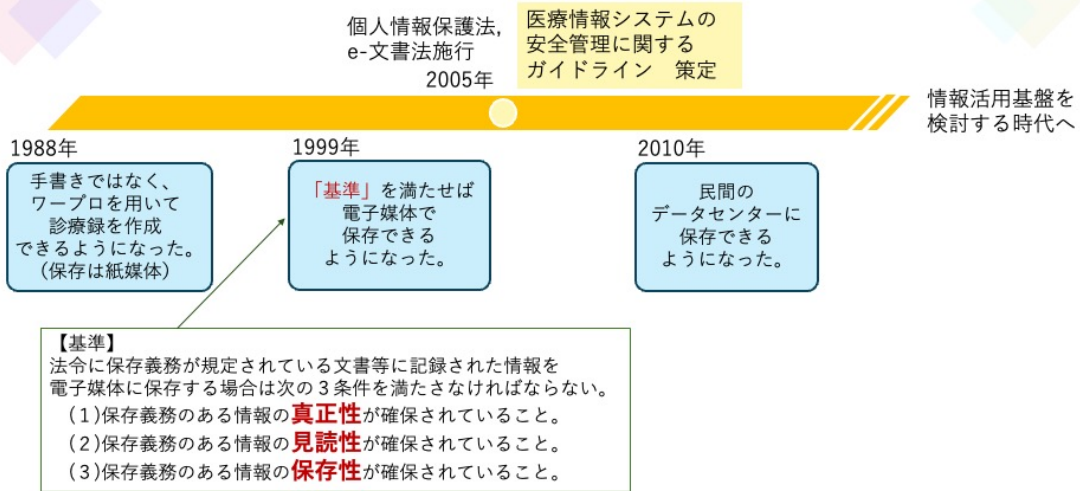 個人情報保護法,
e-文書法施行
2005年
医療情報システムの
安全管理に関する
ガイドライン　策定
情報活用基盤を
検討する時代へ
1988年
手書きではなく、
ワープロを用いて
診療録を作成
できるようになった。
(保存は紙媒体)
1999年
「基準」を満たせば
電子媒体で
保存できる
ようになった。
2010年
民間の
データセンターに
保存できる
ようになった。
【基準】
法令に保存義務が規定されている文書等に記録された情報を
電子媒体に保存する場合は次の３条件を満たさなければならない。
(1)保存義務のある情報の真正性が確保されていること。
(2)保存義務のある情報の見読性が確保されていること。
(3)保存義務のある情報の保存性が確保されていること。